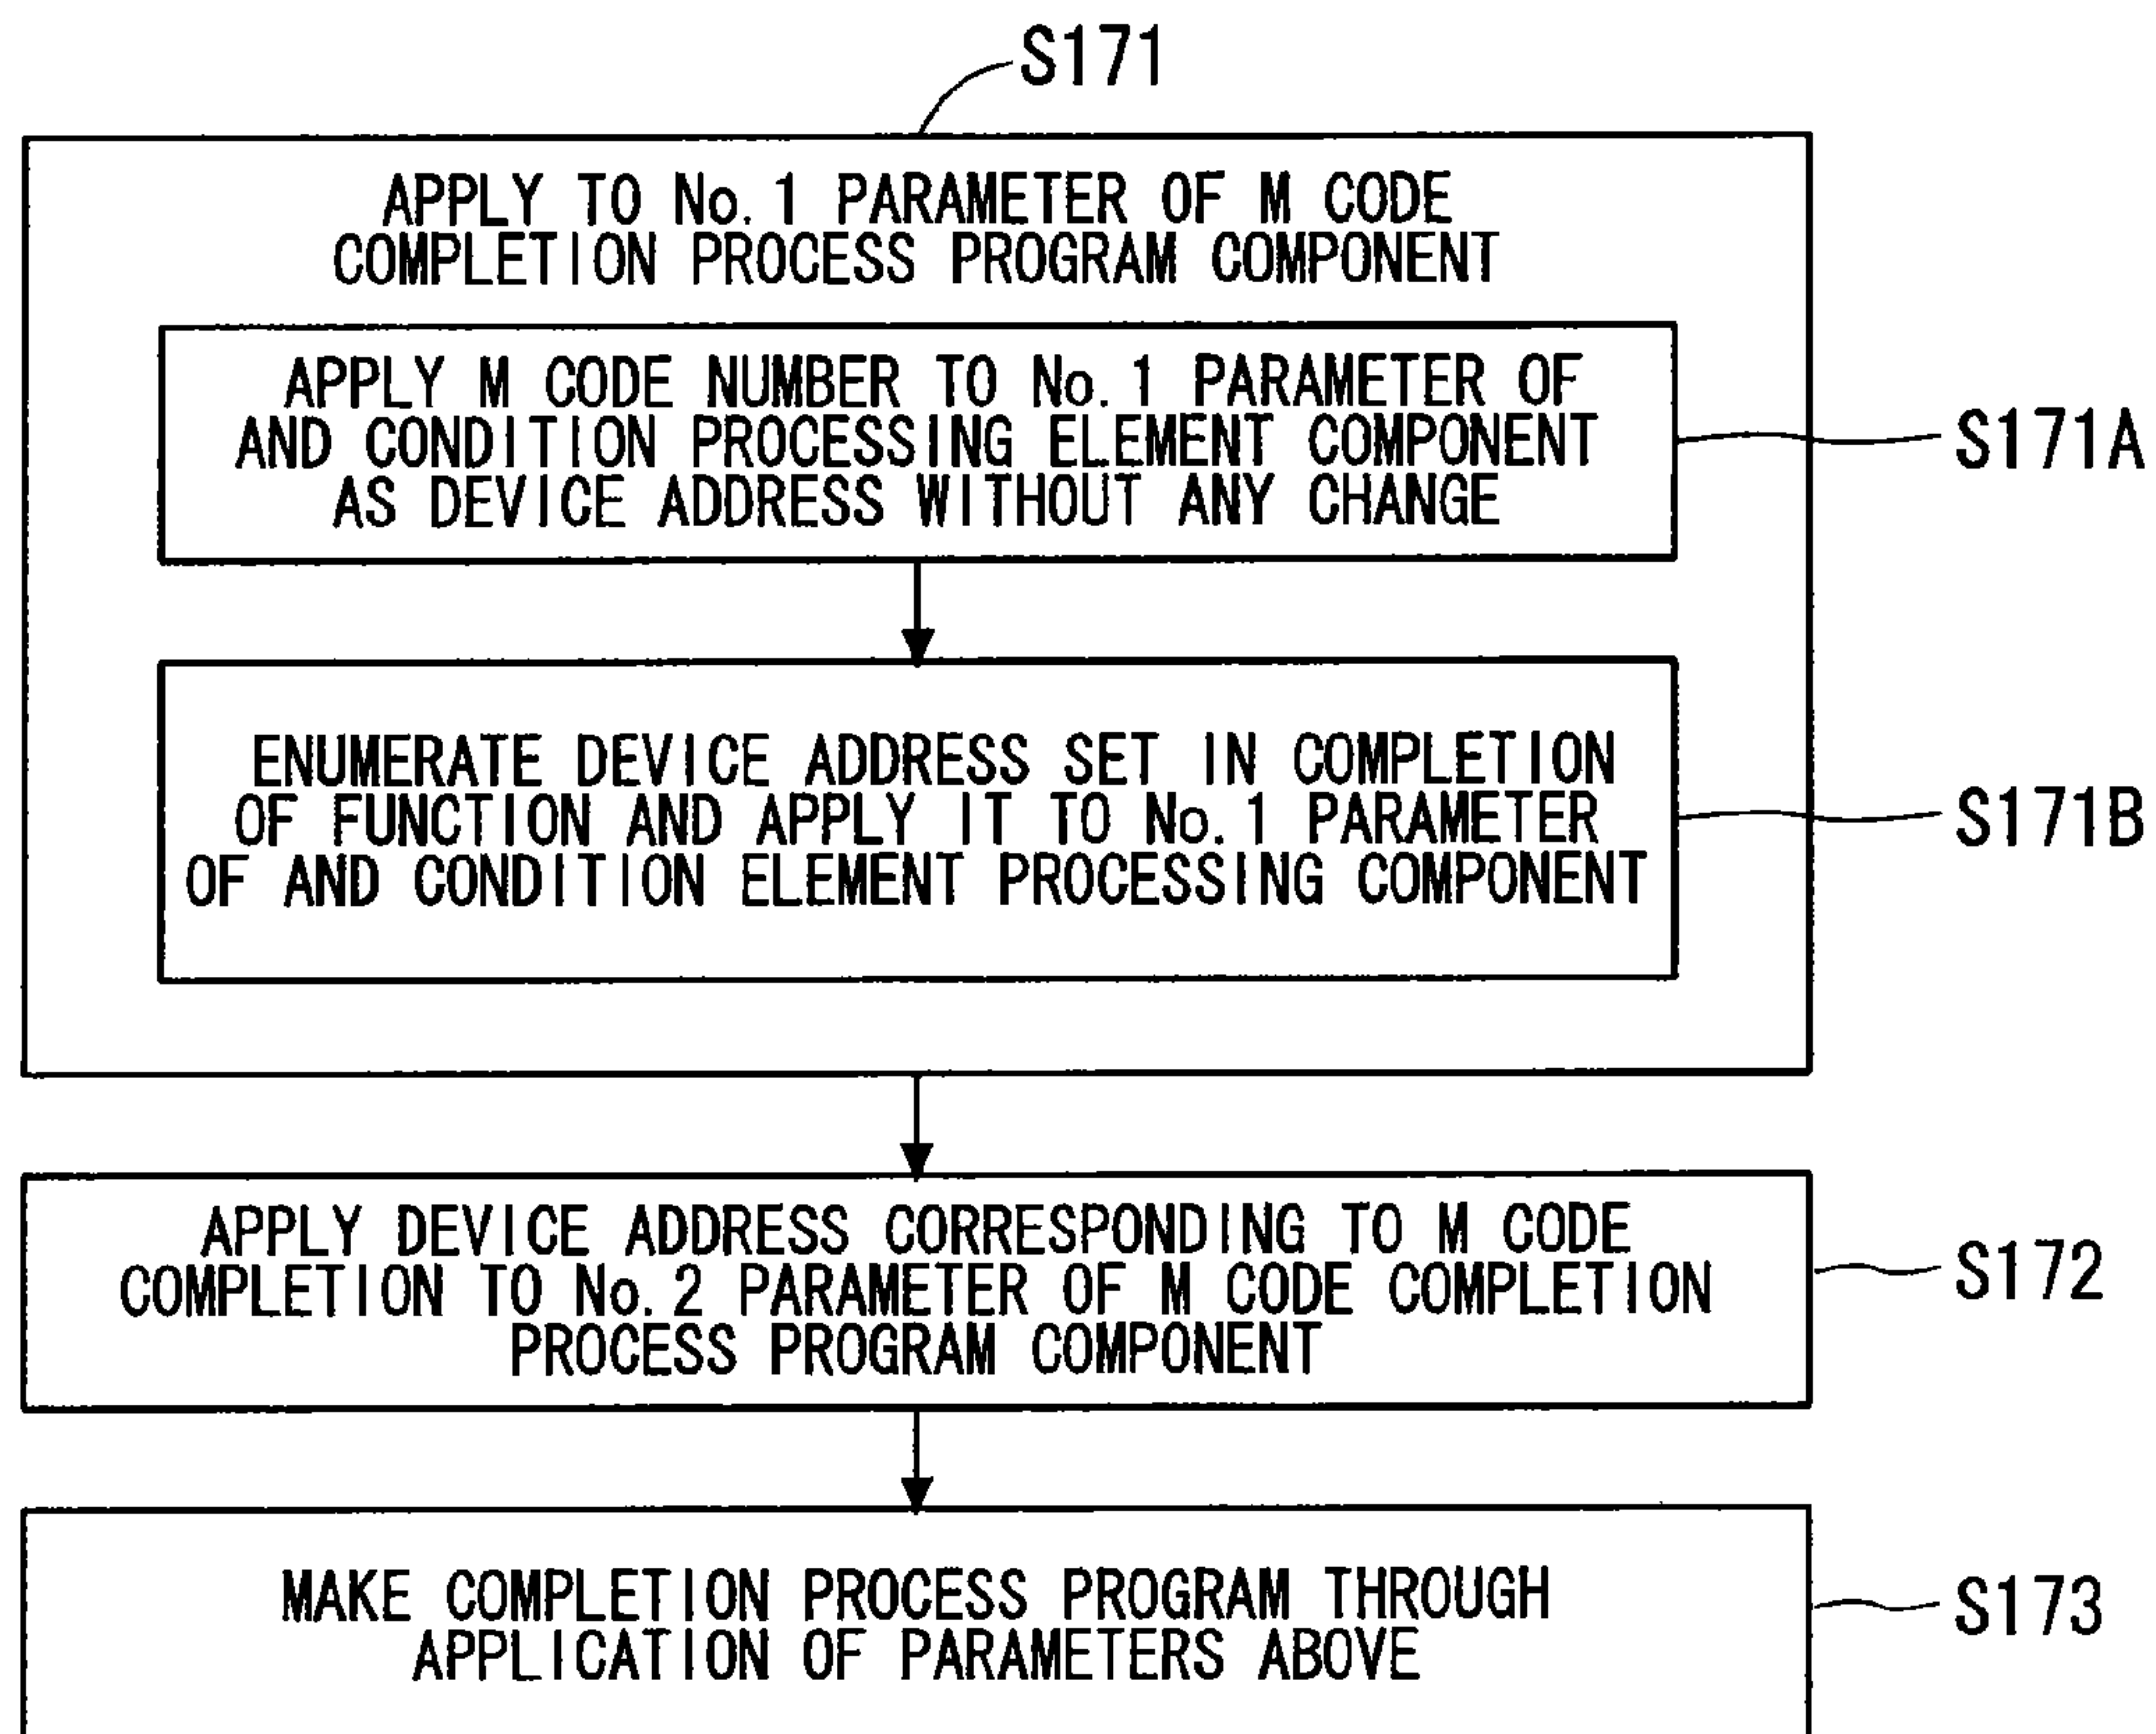 S171
APPLY TO No.1 PARAMETER OF M CODE
COMPLETION PROCESS PROGRAM COMPONENT
APPLY M CODE NUMBER TO No.1 PARAMETER OF
AND CONDITION PROCESSING ELEMENT COMPONENT
AS DEVICE ADDRESS WITHOUT ANY CHANGE
S171A
ENUMERATE DEVICE ADDRESS SET IN COMPLETION
OF FUNCTION AND APPLY IT TO No.1 PARAMETER
OF AND CONDITION ELEMENT PROCESSING COMPONENT
S171B
APPLY DEVICE ADDRESS CORRESPONDING TO M CODE
COMPLETION TO No.2 PARAMETER OF M CODE COMPLETION
PROCESS PROGRAM COMPONENT
S172
MAKE COMPLETION PROCESS PROGRAM THROUGH
APPLICATION OF PARAMETERS ABOVE
S173